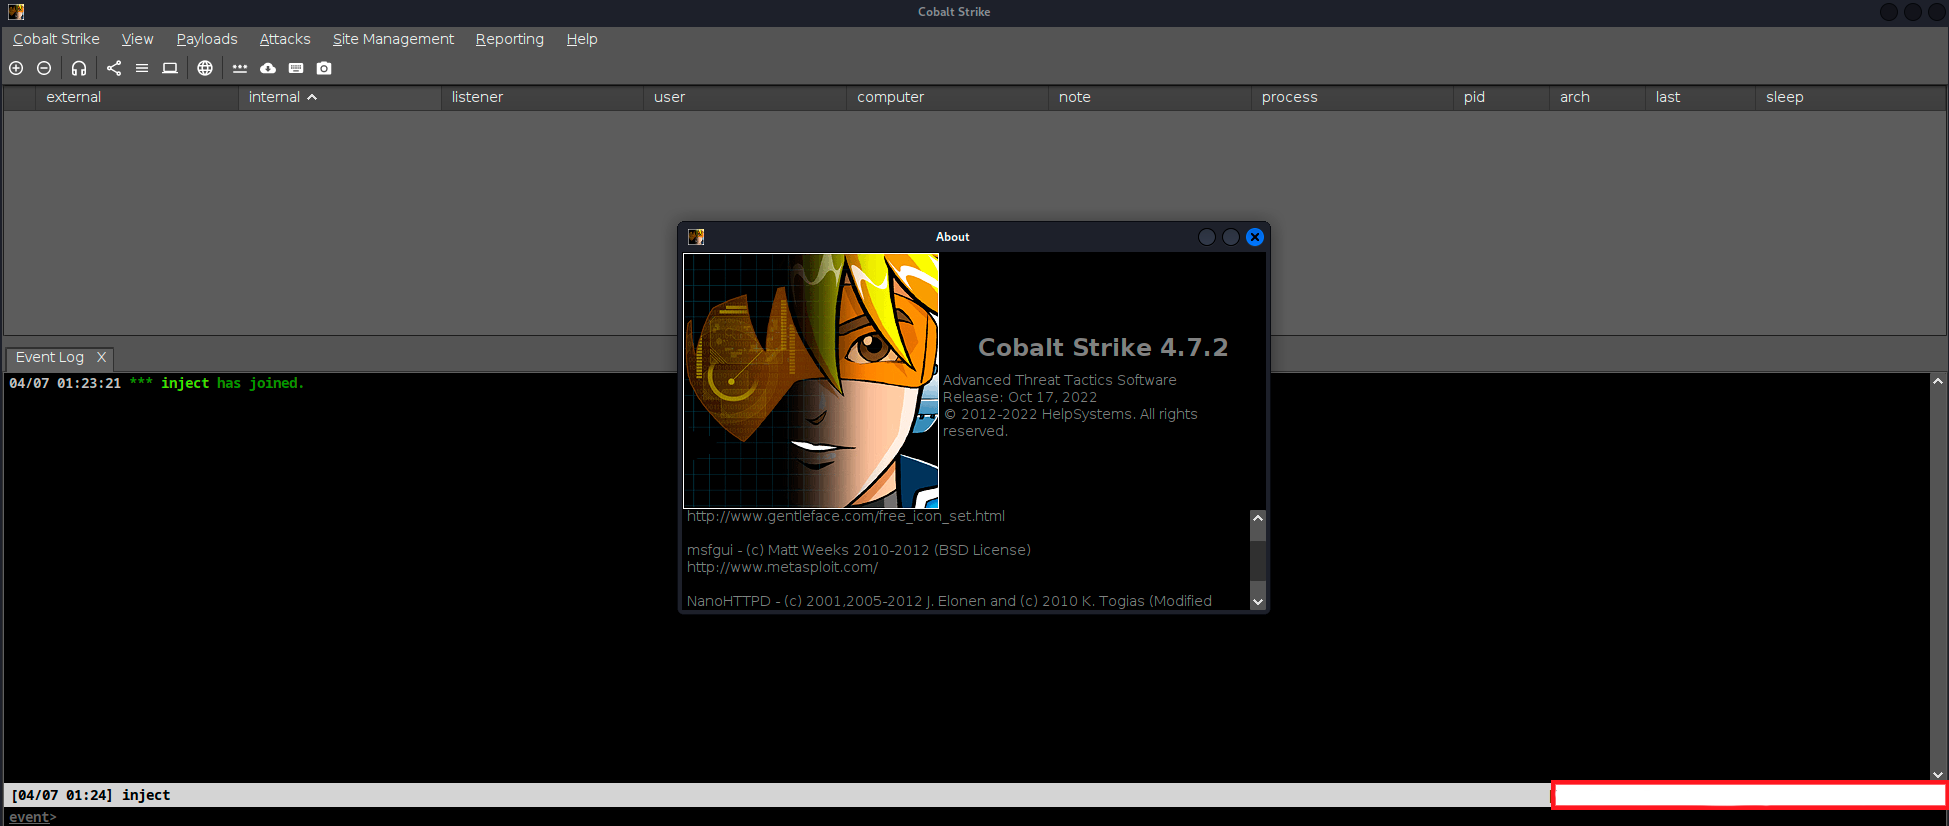 Cobalt Strike
Cobalt Strike View Payloads Attacks Site Management Reporting Help
external internal listener user computer note process pid arch last sleep
About
Cobalt Strike 4.7.2
Advanced Threat Tactics Software
Release: Oct 17, 2022
© 2012-2022 HelpSystems. All rights
reserved.
http://www.gentleface.com/free_icon_set.html
msfgui - (c) Matt Weeks 2010-2012 (BSD License)
http://www.metasploit.com/
NanoHTTPD - (c) 2001,2005-2012 J. Elonen and (c) 2010 K. Togias (Modified
Event Log X
04/07 01:23:21 *** inject has joined.
[04/07 01:24] inject
event>